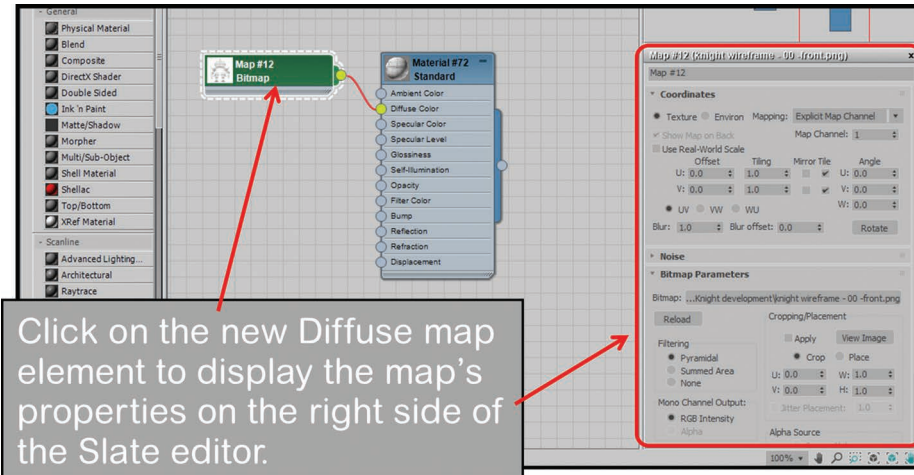 - General
Physical Material
Blend
Composite
DirectX Shader
Double Sided
Ink 'n Paint
Matte/Shadow
Morpher
Multi/Sub-Object
Shell Material
Shellac
Top/Bottom
XRef Material
- Scanline
Advanced Lighting...
Architectural
Raytrace
Map #12
Bitmap
Material #72
Standard
Ambient Color
Diffuse Color
Specular Color
Specular Level
Glossiness
Self-Illumination
Opacity
Filter Color
Bump
Reflection
Refraction
Displacement
Click on the new Diffuse map
element to display the map's
properties on the right side of
the Slate editor.
Map #12 (knight wireframe - 00 -front.png) x
Map #12
Coordinates
Texture Environ Mapping: Explicit Map Channel
Show Map on Back Map Channel: 1
Use Real-World Scale
Offset Tiling Mirror Tile Angle
U: 0.0 1.0 U: 0.0
V: 0.0 1.0 V: 0.0
W: 0.0
UV VW WU
Blur: 1.0 Blur offset: 0.0 Rotate
Noise
Bitmap Parameters
Bitmap: ...Knight development\knight wireframe - 00 -front.png
Reload Cropping/Placement
Apply View Image
Filtering
Pyramidal Crop Place
Summed Area U: 0.0 W: 1.0
None V: 0.0 H: 1.0
Mono Channel Output: Jitter Placement: 1.0
RGB Intensity
Alpha Alpha Source
100%